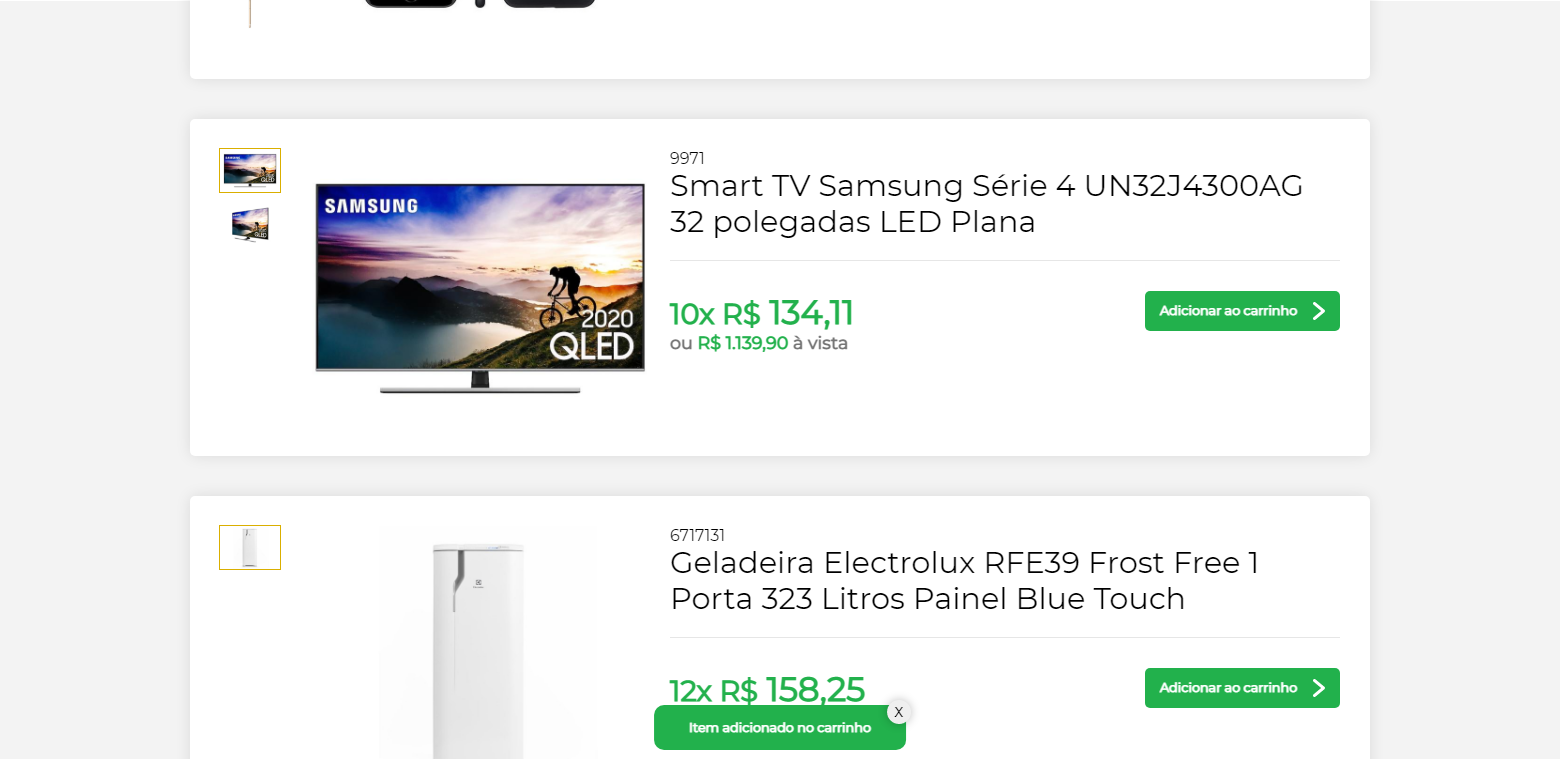 9971
Smart TV Samsung Série 4 UN32J4300AG
32 polegadas LED Plana
SAMSUNG
2020
QLED
10x R$ 134,11
Adicionar ao carrinho
ou R$ 1.139,90 à vista
6717131
Geladeira Electrolux RFE39 Frost Free 1
Porta 323 Litros Painel Blue Touch
12x R$ 158,25
Adicionar ao carrinho
X
Item adicionado no carrinho